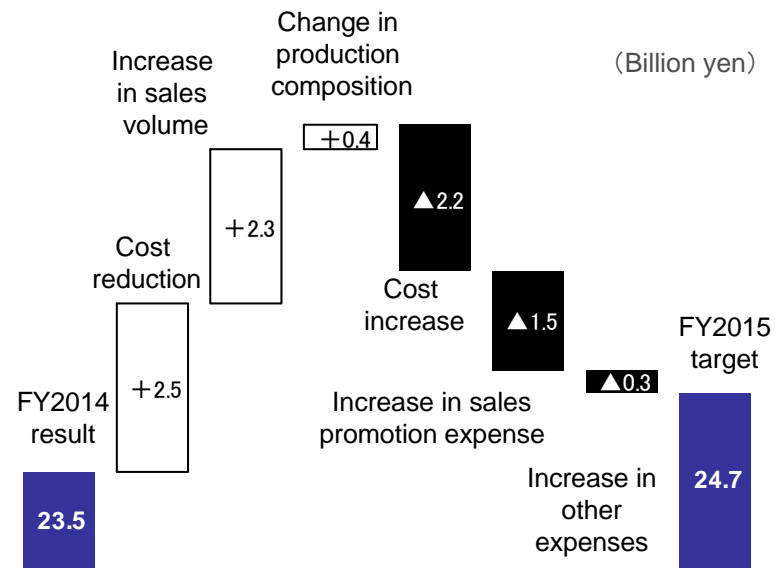 Change in
production
composition
（Billion yen）
Increase
in sales
volume
＋0.4
▲2.2
＋2.3
Cost
reduction
Cost
increase
▲1.5
FY2015
target
▲0.3
＋2.5
FY2014
result
Increase in sales
promotion expense
24.7
Increase in
other
expenses
23.5